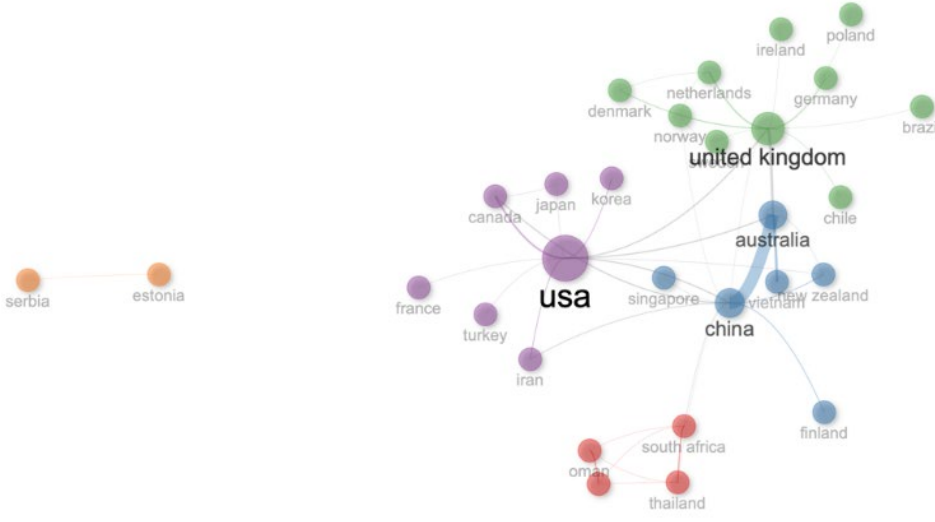 poland
ireland
netherlands
germany
denmark
brazi
norway
united kingdom
japan
korea
canada
chile
australia
serbia
estonia
france
usa
singapore
vietnam
new zealand
turkey
china
iran
south africa
finland
oman
thailand